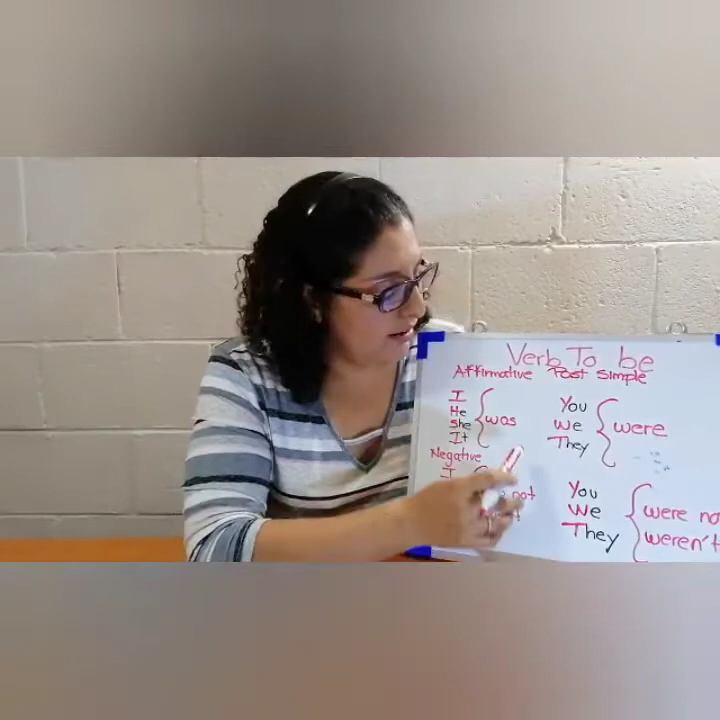 Verb To be
Affirmative Past Simple
I
He
She
It
was
You
We
They
were
Negative
I
not
You
We
They
were no
weren't